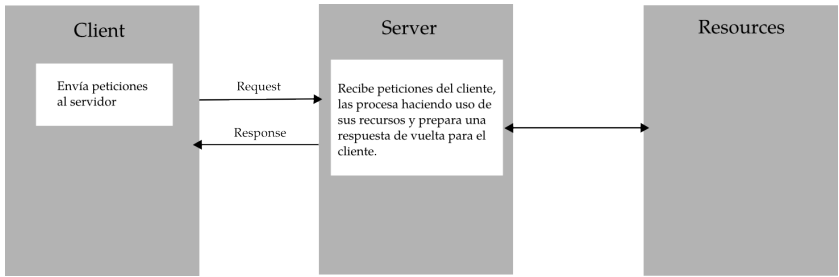 Client
Envía peticiones
al servidor
Request
Response
Server
Recibe peticiones del cliente,
las procesa haciendo uso de
sus recursos y prepara una
respuesta de vuelta para el
cliente.
Resources